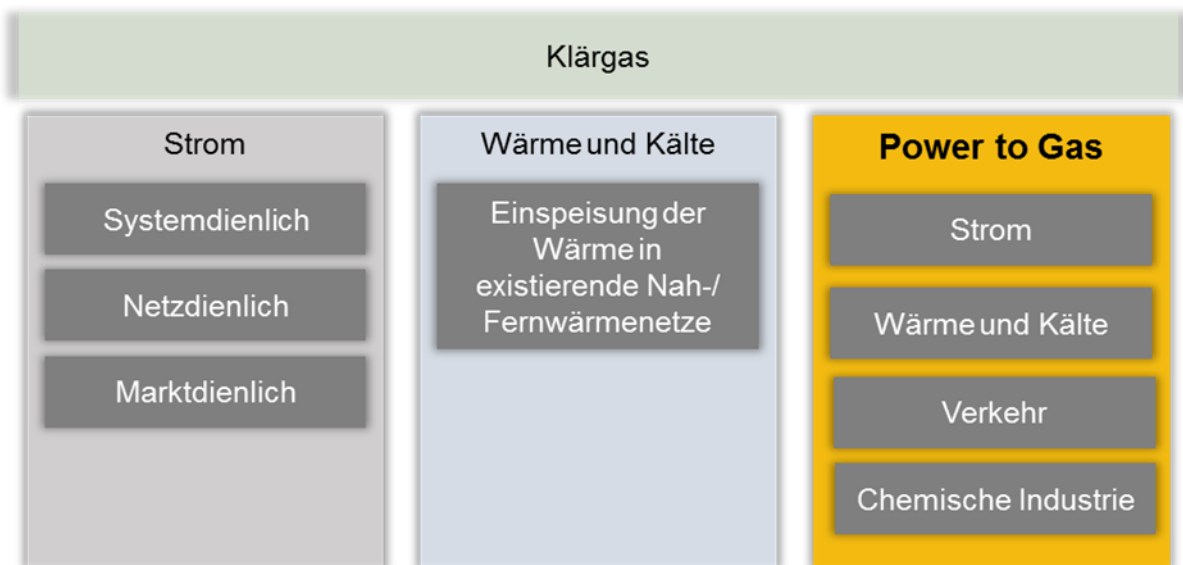 Klärgas
Strom
Systemdienlich
Netzdienlich
Marktdienlich
Wärme und Kälte
Einspeisung der
Wärme in
existierende Nah-/
Fernwärmenetze
Power to Gas
Strom
Wärme und Kälte
Verkehr
Chemische Industrie